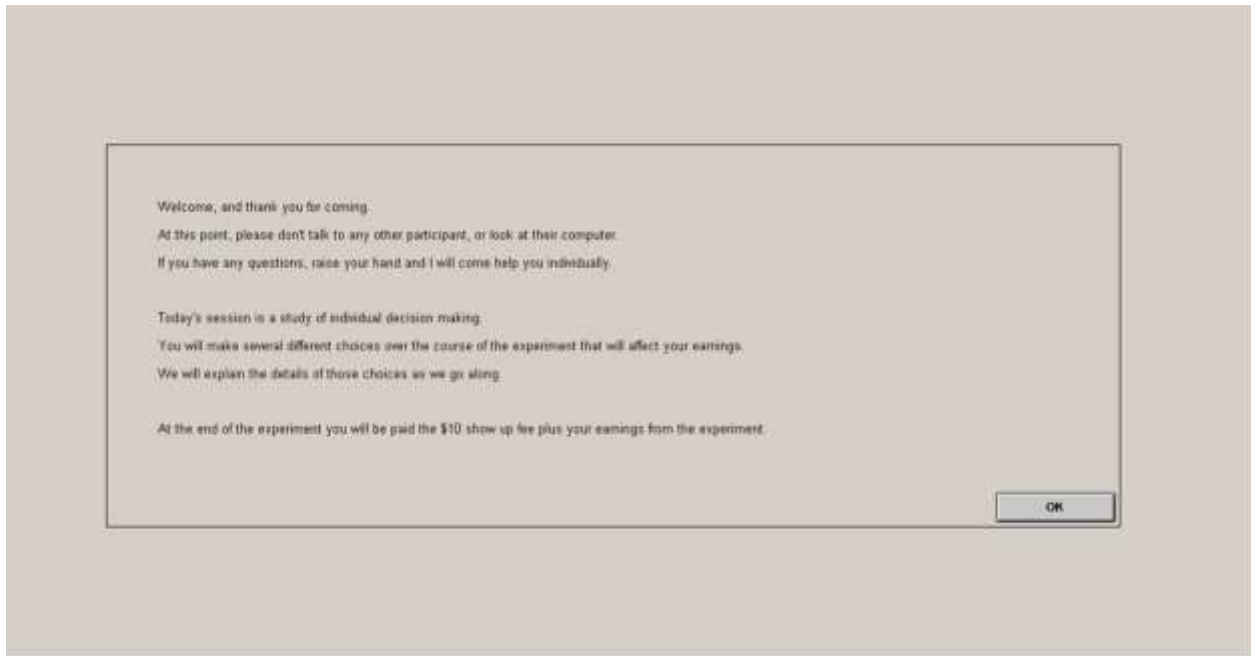 Welcome, and thank you for coming.
At this point, please don't talk to any other participant, or look at their computer.
If you have any questions, raise your hand and I will come help you individually.
Today's session is a study of individual decision making.
You will make several different choices over the course of the experiment that will affect your earnings.
We will explain the details of those choices as we go along.
At the end of the experiment you will be paid the $10 show up fee plus your earnings from the experiment.
OK